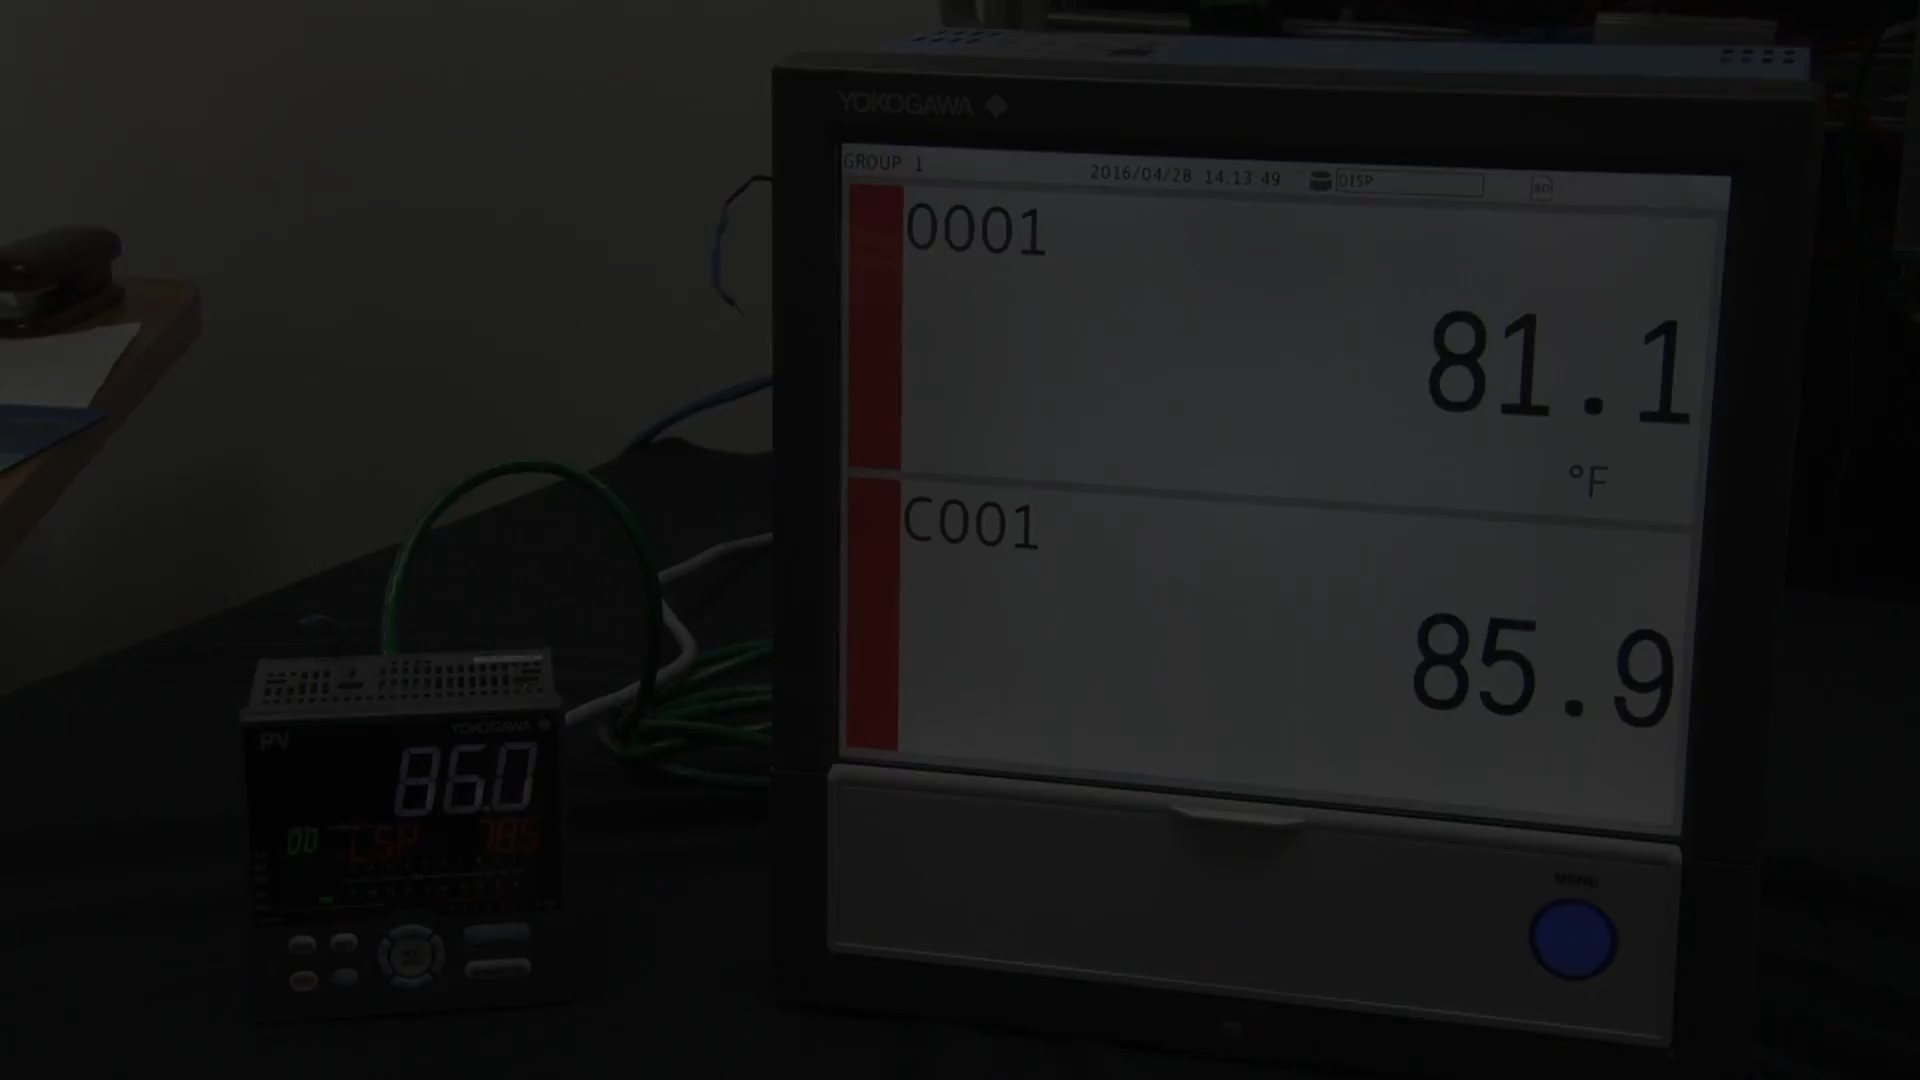 YOKOGAWA
GROUP 1
2016/04/28 14:13:49
DISP
0001
81.1
°F
C001
85.9
MENU
YOKOGAWA
PV
86.0
00 LSP 785